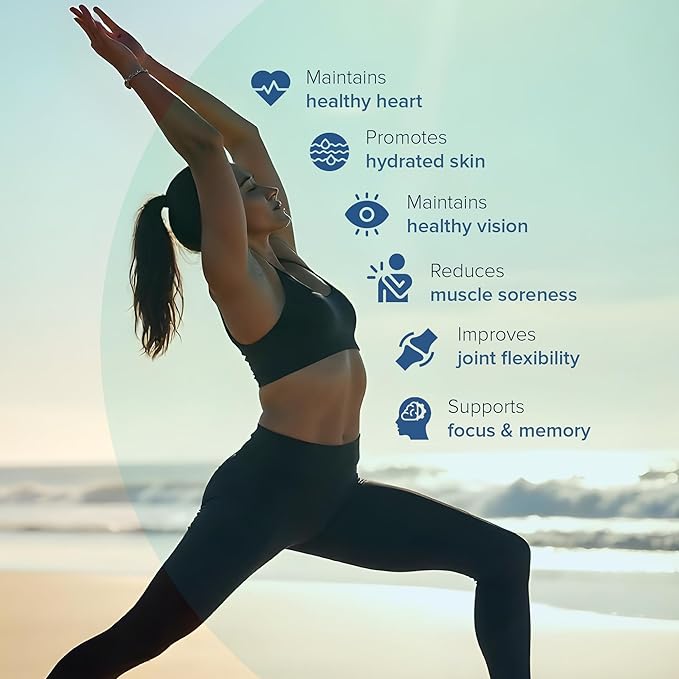 Maintains
healthy heart
Promotes
hydrated skin
Maintains
healthy vision
Reduces
muscle soreness
Improves
joint flexibility
Supports
focus & memory